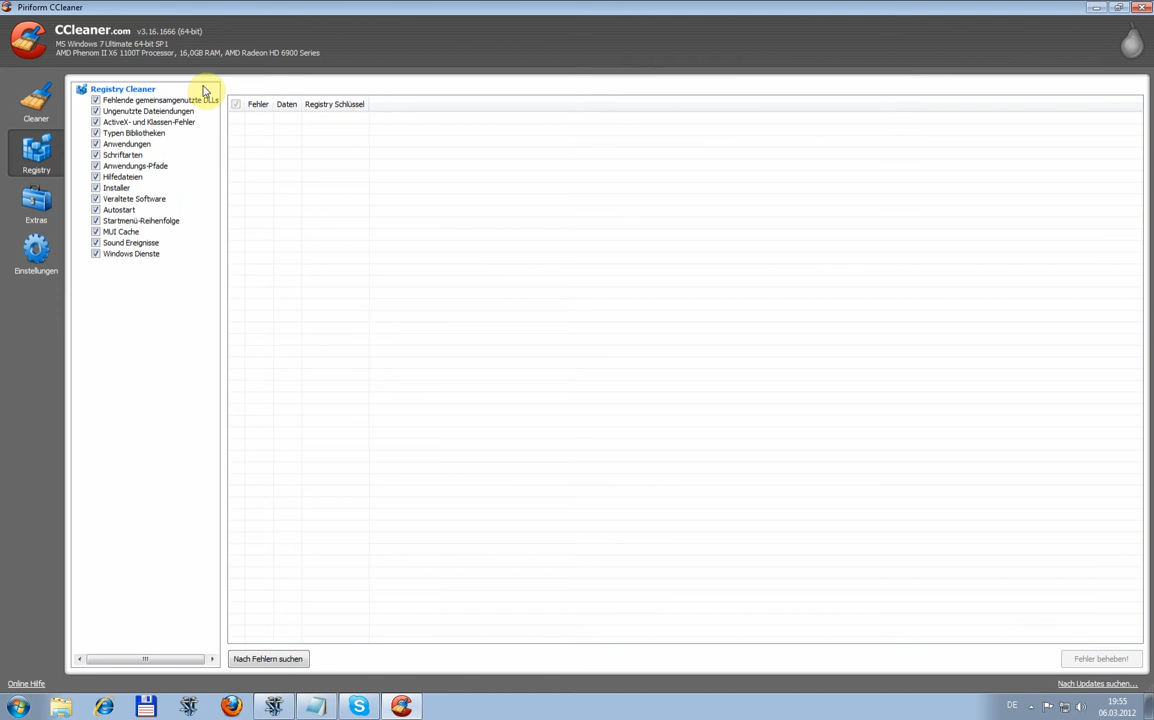 Piriform CCleaner
CCleaner.com v3.16.1666 (64-bit)
MS Windows 7 Ultimate 64-bit SP1
AMD Phenom II X6 1100T Processor, 16,0GB RAM, AMD Radeon HD 6900 Series
Cleaner
Registry
Extras
Einstellungen
Registry Cleaner
Fehlende gemeinsamgenutzte DLLs
Ungenutzte Dateiendungen
ActiveX- und Klassen-Fehler
Typen Bibliotheken
Anwendungen
Schriftarten
Anwendungs-Pfade
Hilfedateien
Installer
Veraltete Software
Autostart
Startmenü-Reihenfolge
MUI Cache
Sound Ereignisse
Windows Dienste
Fehler Daten Registry Schlüssel
Nach Fehlern suchen
Fehler beheben!
Online Hilfe
Nach Updates suchen...
DE
19:55
06.03.2012